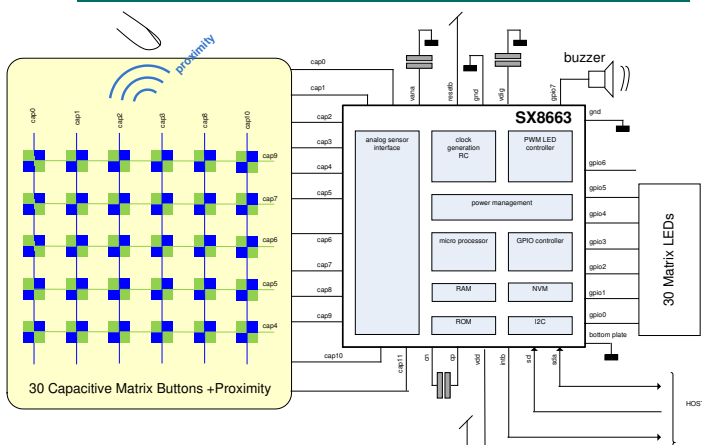 proximity
cap0
cap1
cap2
cap3
cap8
cap10
cap9
cap7
cap6
cap5
cap4
30 Capacitive Matrix Buttons +Proximity
cap0
cap1
cap2
cap3
cap4
cap5
cap6
cap7
cap8
cap9
cap10
cap11
vana
resetb
gnd
vdig
gpio7
buzzer
SX8663
analog sensor
interface
clock
generation
RC
PWM LED
controller
power management
micro processor
GPIO controller
RAM
NVM
ROM
I2C
gnd
gpio6
gpio5
gpio4
gpio3
gpio2
gpio1
gpio0
bottom plate
30 Matrix LEDs
cn
cp
vdd
intb
scl
sda
HOST